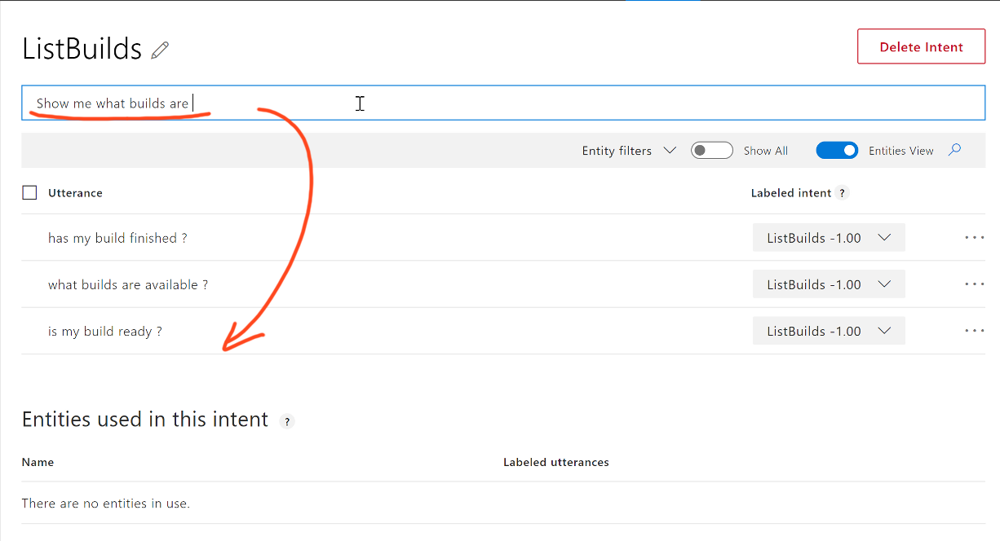 ListBuilds
Delete Intent
Show me what builds are
Entity filters Show All Entities View
Utterance Labeled intent ?
has my build finished ? ListBuilds -1.00 ...
what builds are available ? ListBuilds -1.00 ...
is my build ready ? ListBuilds -1.00 ...
Entities used in this intent ?
Name Labeled utterances
There are no entities in use.